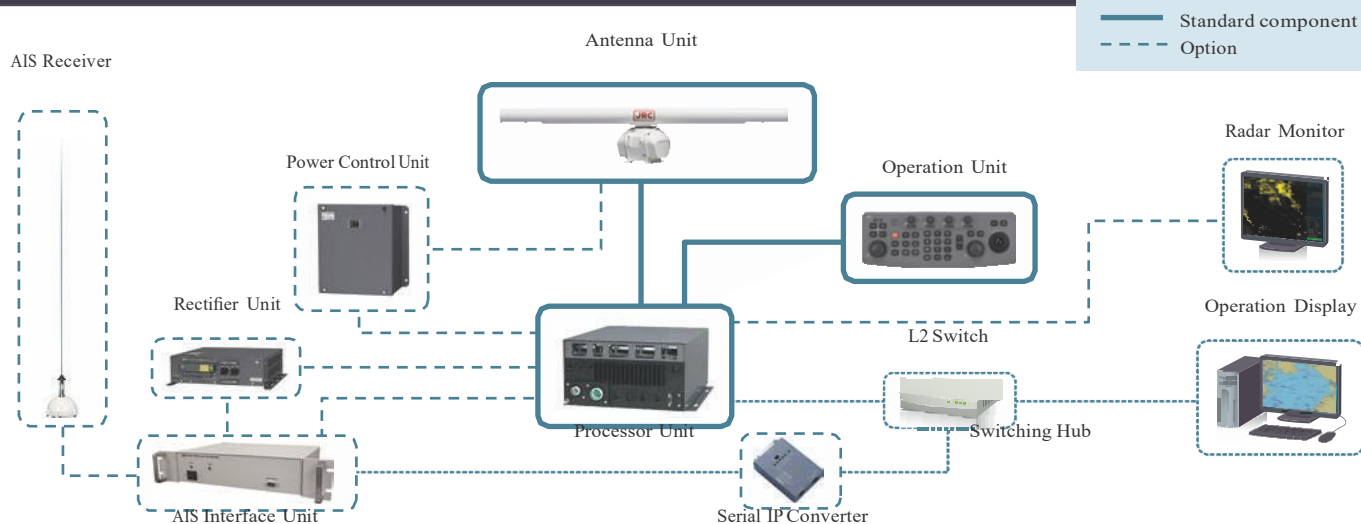 Standard component
Option
Antenna Unit
AIS Receiver
JRC
Radar Monitor
Power Control Unit
Operation Unit
Rectifier Unit
Operation Display
L2 Switch
Processor Unit
Switching Hub
AIS Interface Unit
Serial IP Converter